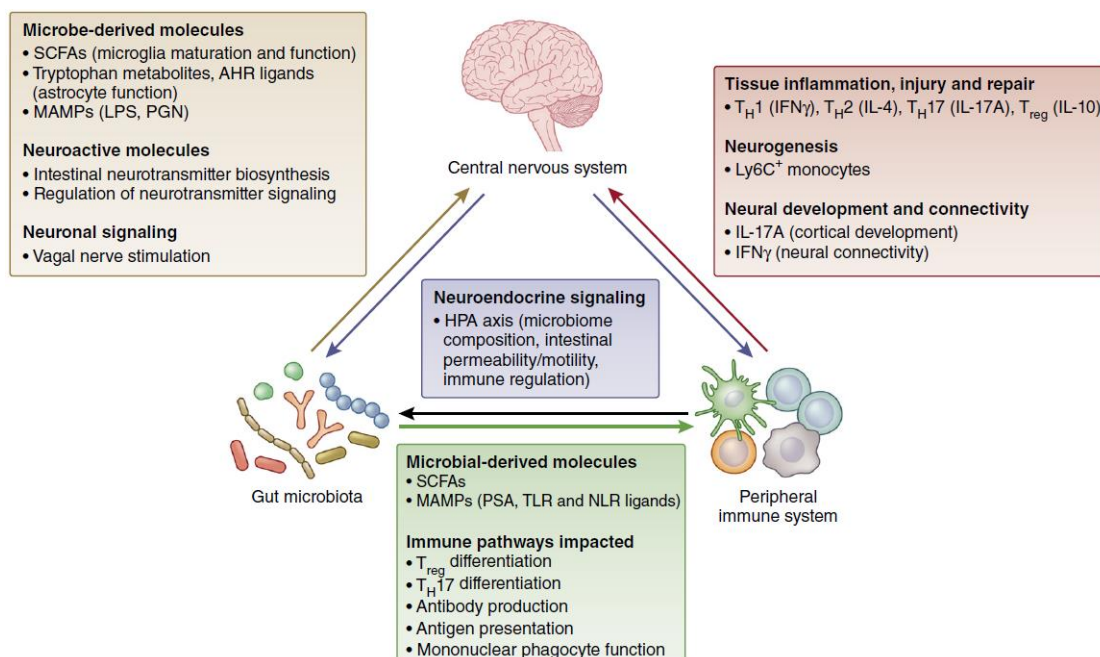 Microbe-derived molecules
• SCFAs (microglia maturation and function)
• Tryptophan metabolites, AHR ligands
(astrocyte function)
• MAMPs (LPS, PGN)
Neuroactive molecules
• Intestinal neurotransmitter biosynthesis
• Regulation of neurotransmitter signaling
Neuronal signaling
• Vagal nerve stimulation
Central nervous system
Tissue inflammation, injury and repair
• TH1 (IFNγ), TH2 (IL-4), TH17 (IL-17A), Treg (IL-10)
Neurogenesis
• Ly6C+ monocytes
Neural development and connectivity
• IL-17A (cortical development)
• IFNγ (neural connectivity)
Neuroendocrine signaling
• HPA axis (microbiome
composition, intestinal
permeability/motility,
immune regulation)
Gut microbiota
Peripheral
immune system
Microbial-derived molecules
• SCFAs
• MAMPs (PSA, TLR and NLR ligands)
Immune pathways impacted
• Treg differentiation
• TH17 differentiation
• Antibody production
• Antigen presentation
• Mononuclear phagocyte function